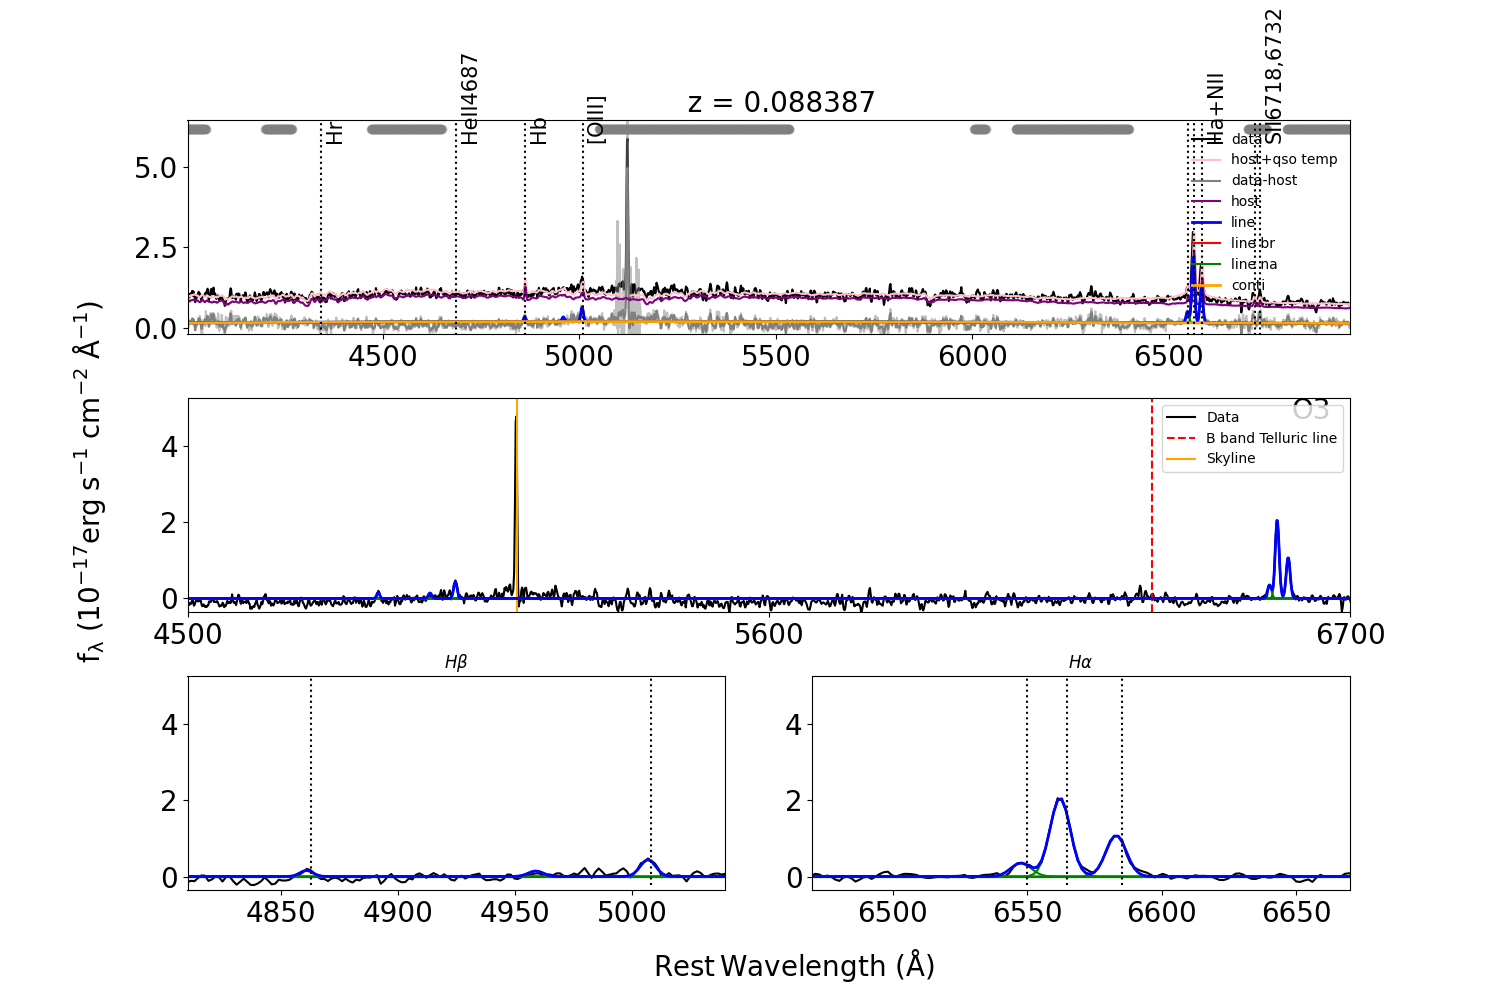 z = 0.088387
Hr
HeII4687
Hb
[OIII]
Ha+NII
SII6718,6732
data
host+qso temp
data-host
host
line
line br
line na
conti
5.0
2.5
0.0
4500 5000 5500 6000 6500
O3
Data
B band Telluric line
Skyline
4
2
0
4500 5600 6700
fλ (10−17erg s−1 cm−2 Å−1)
Hβ
Hα
4
2
0
4850 4900 4950 5000
4
2
0
6500 6550 6600 6650
Rest Wavelength (Å)